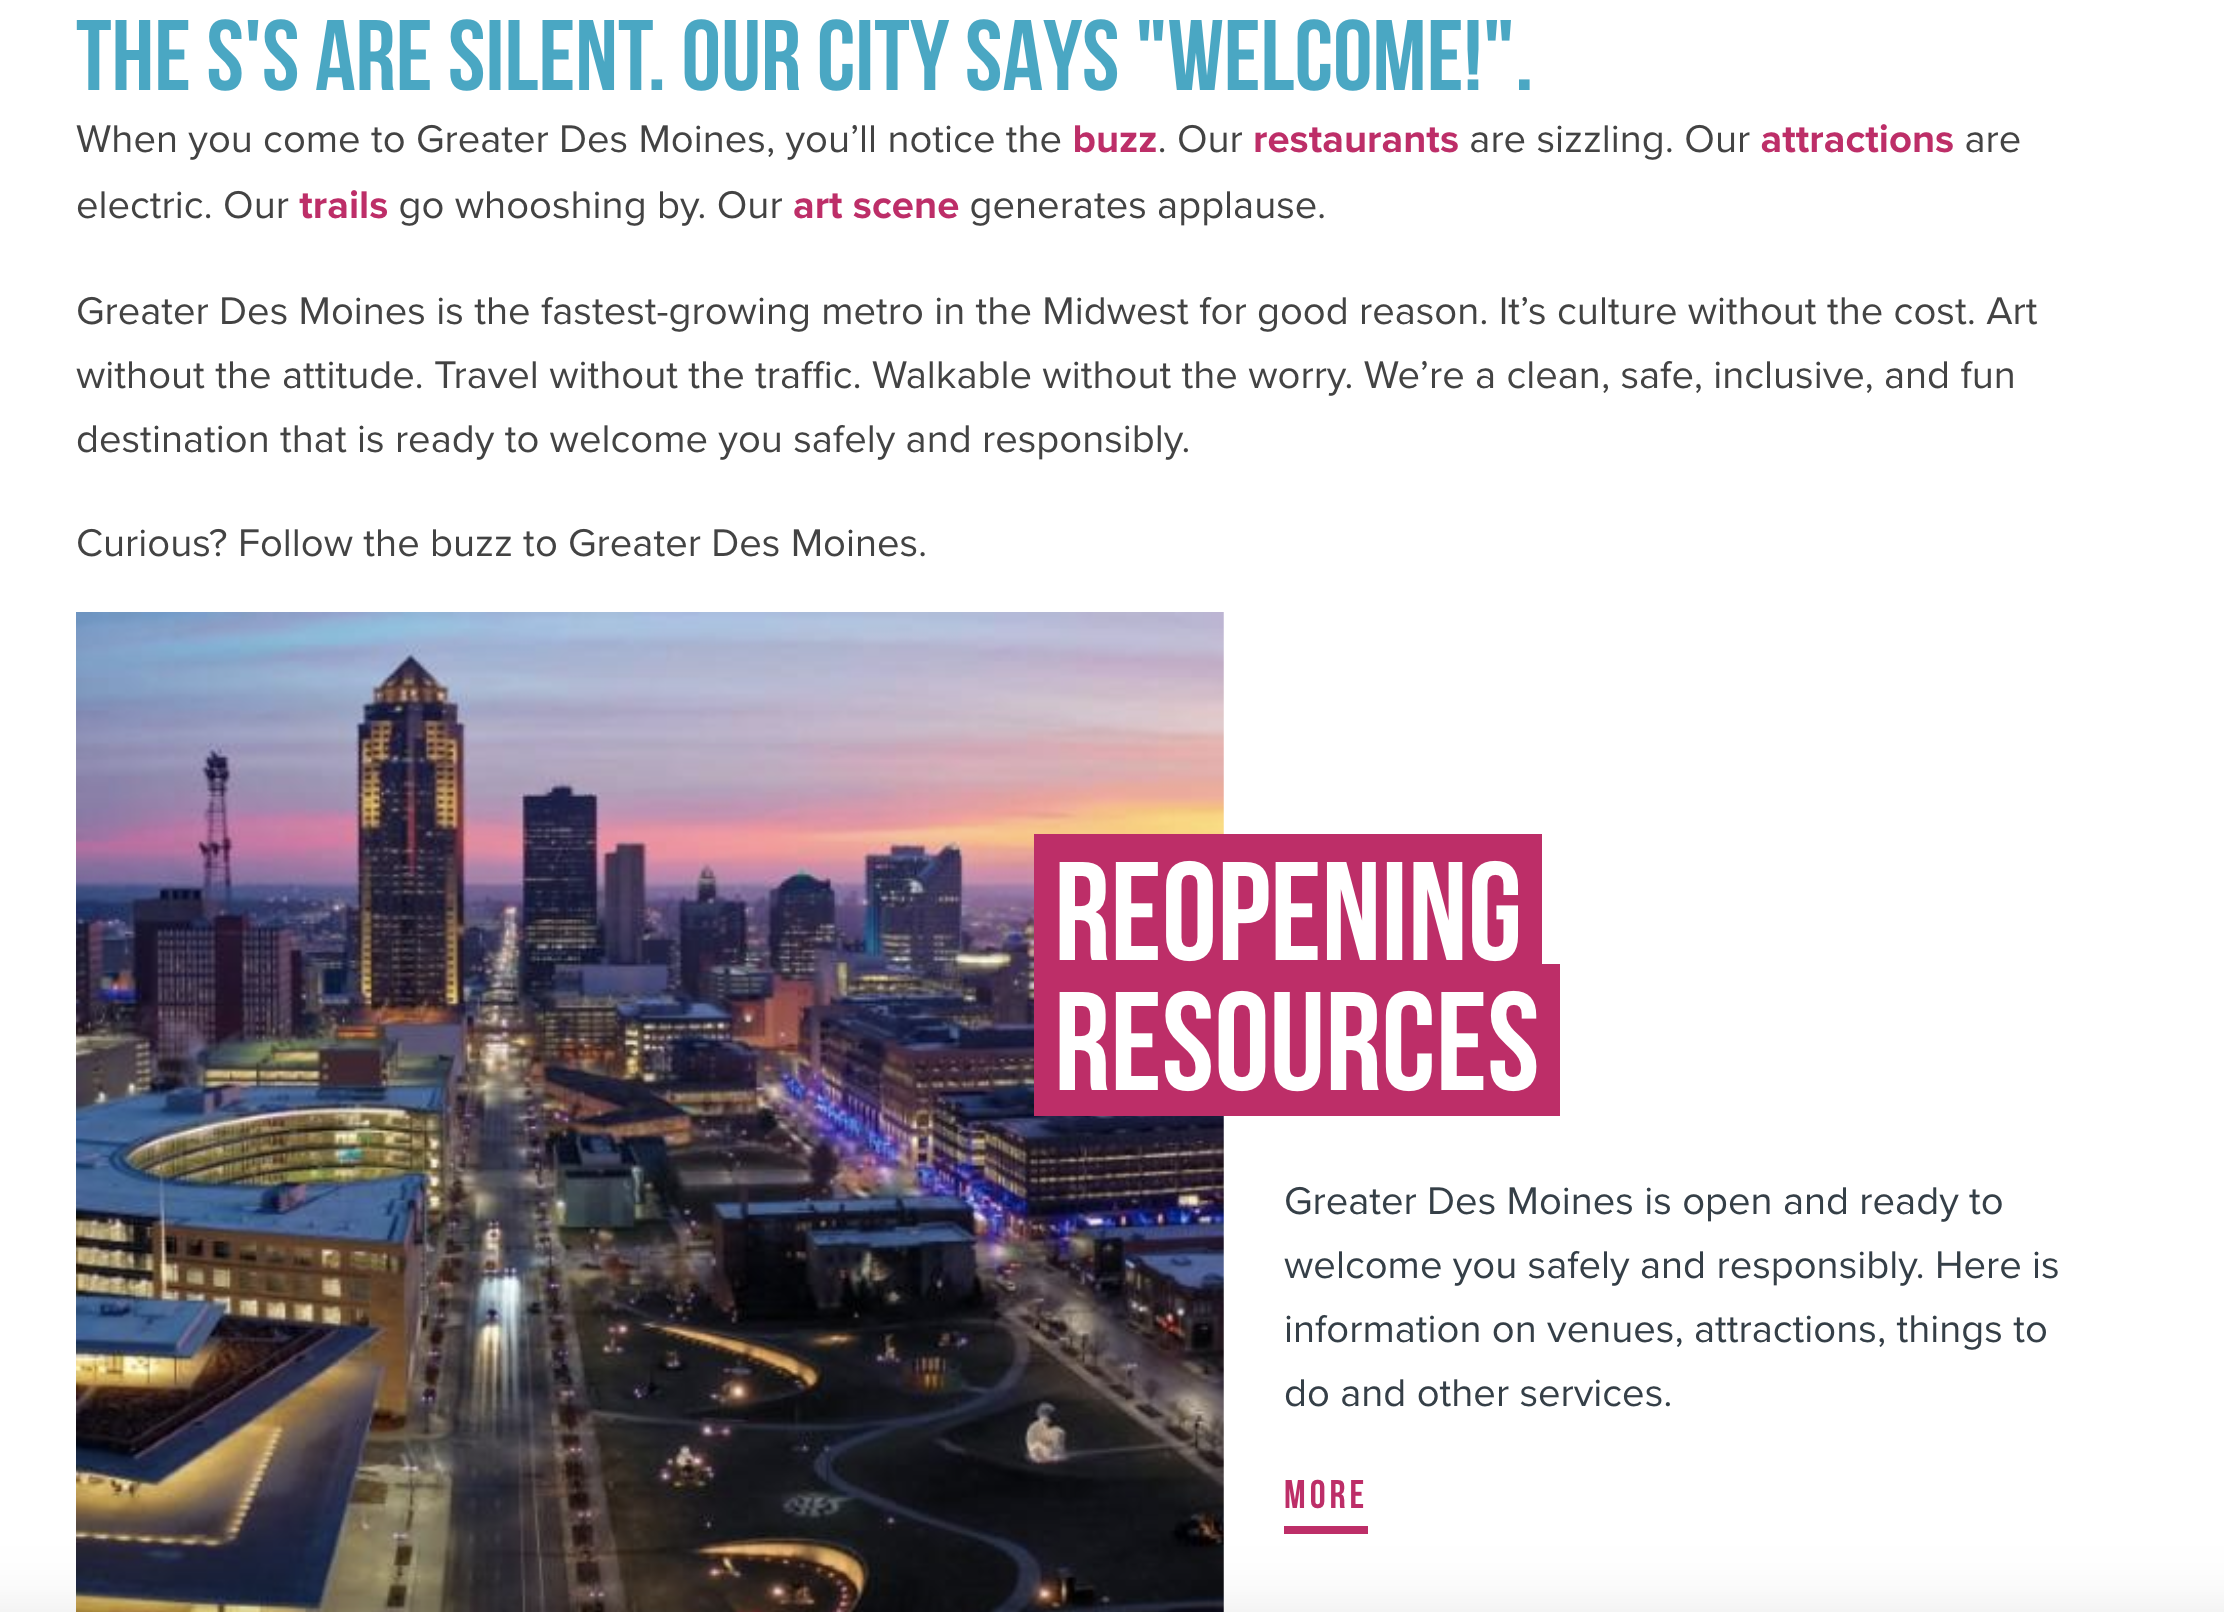 THE S'S ARE SILENT. OUR CITY SAYS "WELCOME!".
When you come to Greater Des Moines, you’ll notice the buzz. Our restaurants are sizzling. Our attractions are
electric. Our trails go whooshing by. Our art scene generates applause.
Greater Des Moines is the fastest-growing metro in the Midwest for good reason. It’s culture without the cost. Art
without the attitude. Travel without the traffic. Walkable without the worry. We’re a clean, safe, inclusive, and fun
destination that is ready to welcome you safely and responsibly.
Curious? Follow the buzz to Greater Des Moines.
REOPENING
RESOURCES
Greater Des Moines is open and ready to
welcome you safely and responsibly. Here is
information on venues, attractions, things to
do and other services.
MORE